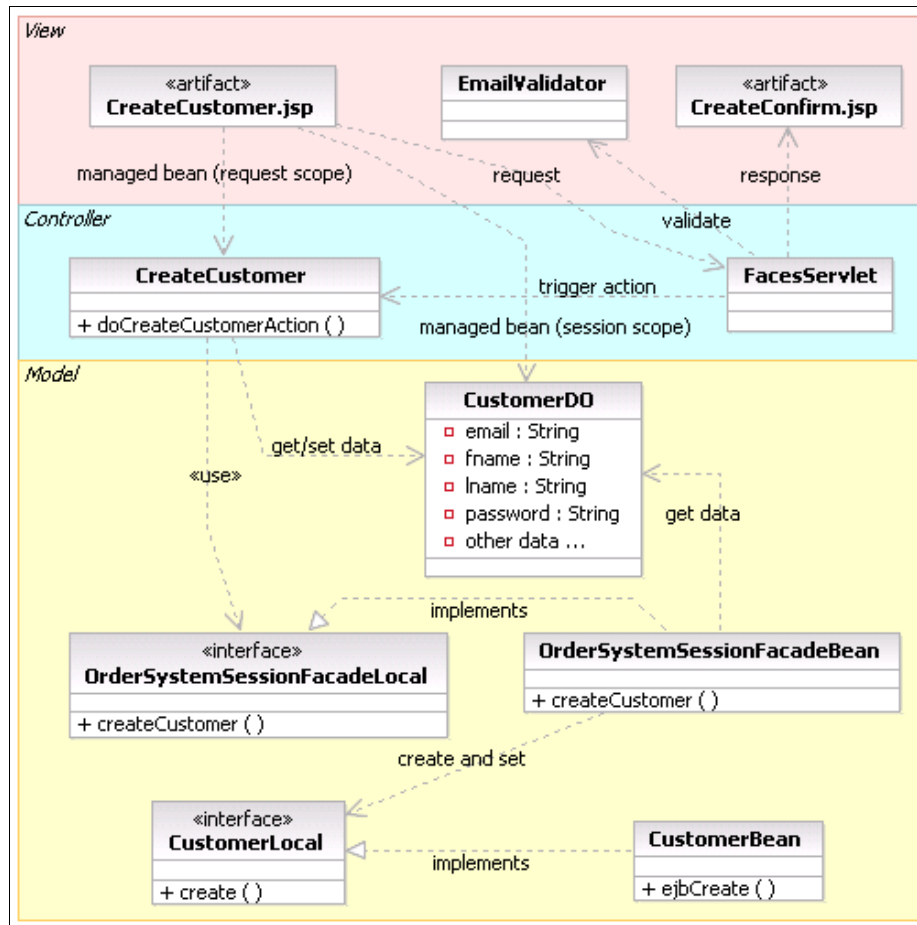 View
«artifact»
CreateCustomer.jsp
EmailValidator
«artifact»
CreateConfirm.jsp
managed bean (request scope)
request
response
Controller
validate
CreateCustomer
+ doCreateCustomerAction ( )
trigger action
FacesServlet
managed bean (session scope)
Model
CustomerDO
email : String
fname : String
lname : String
password : String
other data ...
get/set data
«use»
get data
implements
«interface»
OrderSystemSessionFacadeLocal
+ createCustomer ( )
OrderSystemSessionFacadeBean
+ createCustomer ( )
create and set
«interface»
CustomerLocal
+ create ( )
implements
CustomerBean
+ ejbCreate ( )